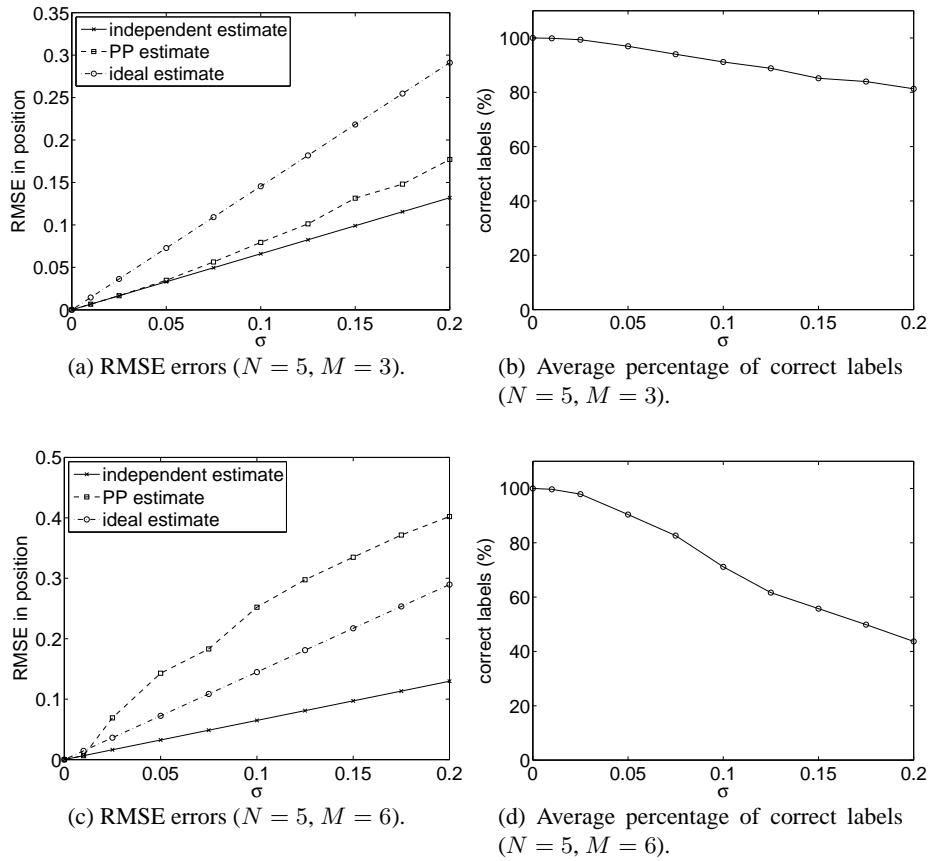 0.35
0.3
0.25
0.2
0.15
0.1
0.05
0
RMSE in position
independent estimate
PP estimate
ideal estimate
0 0.05 0.1 0.15 0.2
σ
(a) RMSE errors (N = 5, M = 3).
100
80
60
40
20
0
correct labels (%)
0 0.05 0.1 0.15 0.2
σ
(b) Average percentage of correct labels
(N = 5, M = 3).
0.5
0.4
0.3
0.2
0.1
0
RMSE in position
independent estimate
PP estimate
ideal estimate
0 0.05 0.1 0.15 0.2
σ
(c) RMSE errors (N = 5, M = 6).
100
80
60
40
20
0
correct labels (%)
0 0.05 0.1 0.15 0.2
σ
(d) Average percentage of correct labels
(N = 5, M = 6).